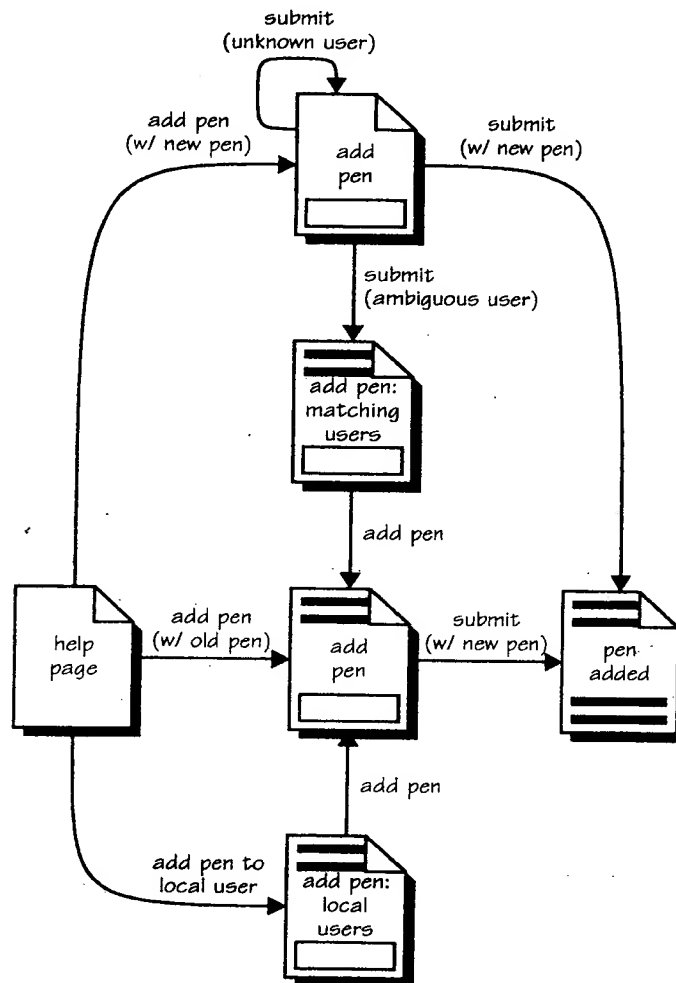 submit
(unknown user)
add pen
(w/ new pen)
add
pen
submit
(w/ new pen)
submit
(ambiguous user)
add pen:
matching
users
add pen
help
page
add pen
(w/ old pen)
add
pen
submit
(w/ new pen)
pen
added
add pen
add pen to
local user
add pen:
local
users